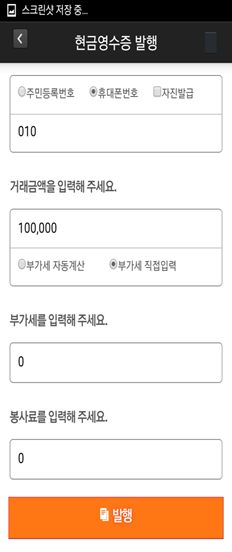 스크린샷 저장 중...
현금영수증 발행
주민등록번호 휴대폰번호 자진발급
010
거래금액을 입력해 주세요.
100,000
부가세 자동계산 부가세 직접입력
부가세를 입력해 주세요.
0
봉사료를 입력해 주세요.
0
발행